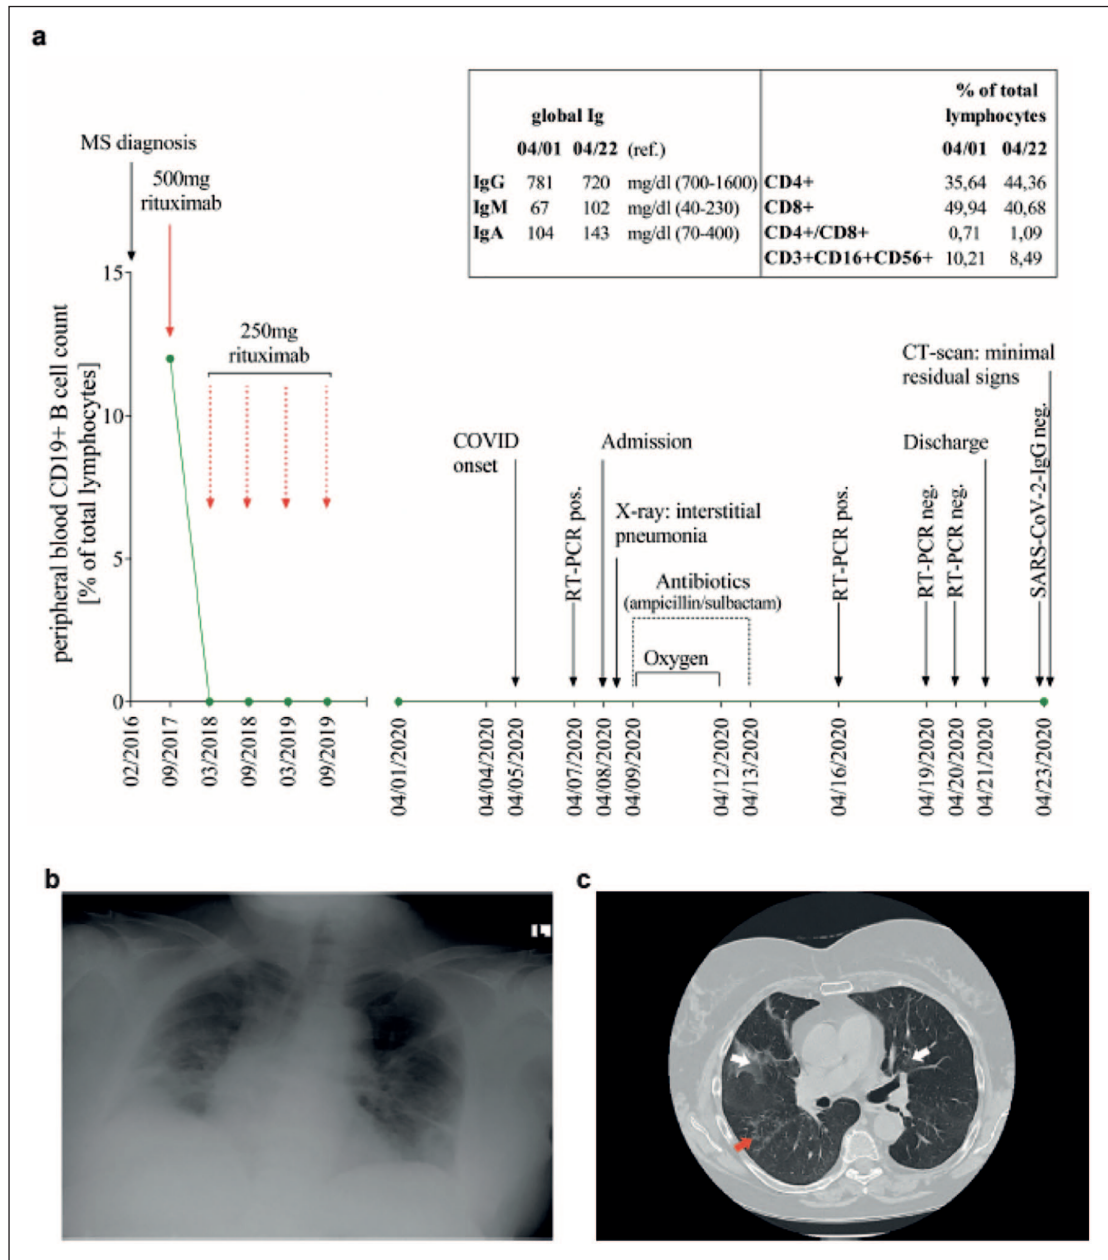 a
MS diagnosis
500mg
rituximab
250mg
rituximab
peripheral blood CD19+ B cell count
[% of total lymphocytes]
15
10
5
0
02/2016
09/2017
03/2018
09/2018
03/2019
09/2019
global Ig
04/01 04/22 (ref.)
IgG 781 720 mg/dl (700-1600)
IgM 67 102 mg/dl (40-230)
IgA 104 143 mg/dl (70-400)
% of total
lymphocytes
04/01 04/22
CD4+ 35,64 44,36
CD8+ 49,94 40,68
CD4+/CD8+ 0,71 1,09
CD3+CD16+CD56+ 10,21 8,49
COVID
onset
RT-PCR pos.
Admission
X-ray: interstitial
pneumonia
Antibiotics
(ampicillin/sulbactam)
Oxygen
RT-PCR pos.
RT-PCR neg.
RT-PCR neg.
Discharge
CT-scan: minimal
residual signs
SARS-CoV-2-IgG neg.
04/01/2020
04/04/2020
04/05/2020
04/07/2020
04/08/2020
04/09/2020
04/12/2020
04/13/2020
04/16/2020
04/19/2020
04/20/2020
04/21/2020
04/23/2020
b
c